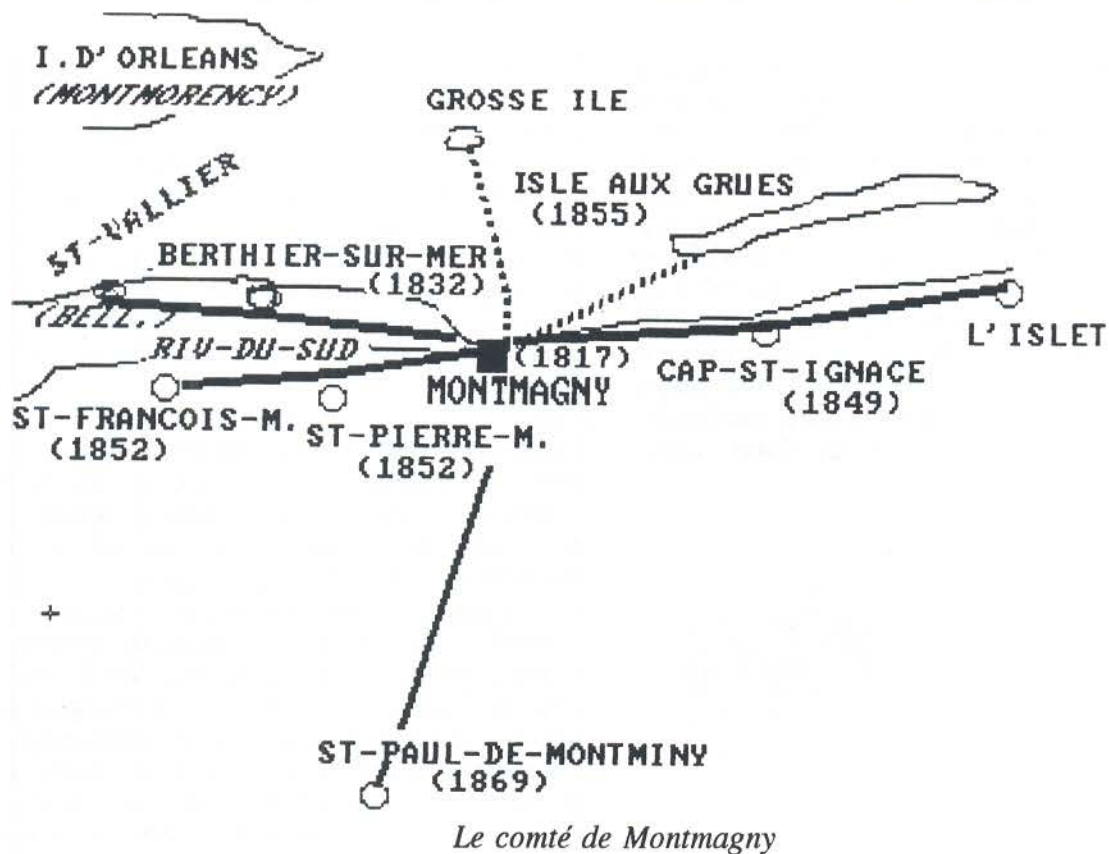 I. D'ORLEANS
(MONTMORENCY)
GROSSE ILE
ST-VALLIER
ISLE AUX GRUES
(1855)
BERTHIER-SUR-MER
(1832)
(BELL.)
RIV-DU-SUD
(1817)
MONTMAGNY
L'ISLET
CAP-ST-IGNACE
(1849)
ST-FRANCOIS-M.
(1852)
ST-PIERRE-M.
(1852)
ST-PAUL-DE-MONTMINY
(1869)
Le comté de Montmagny